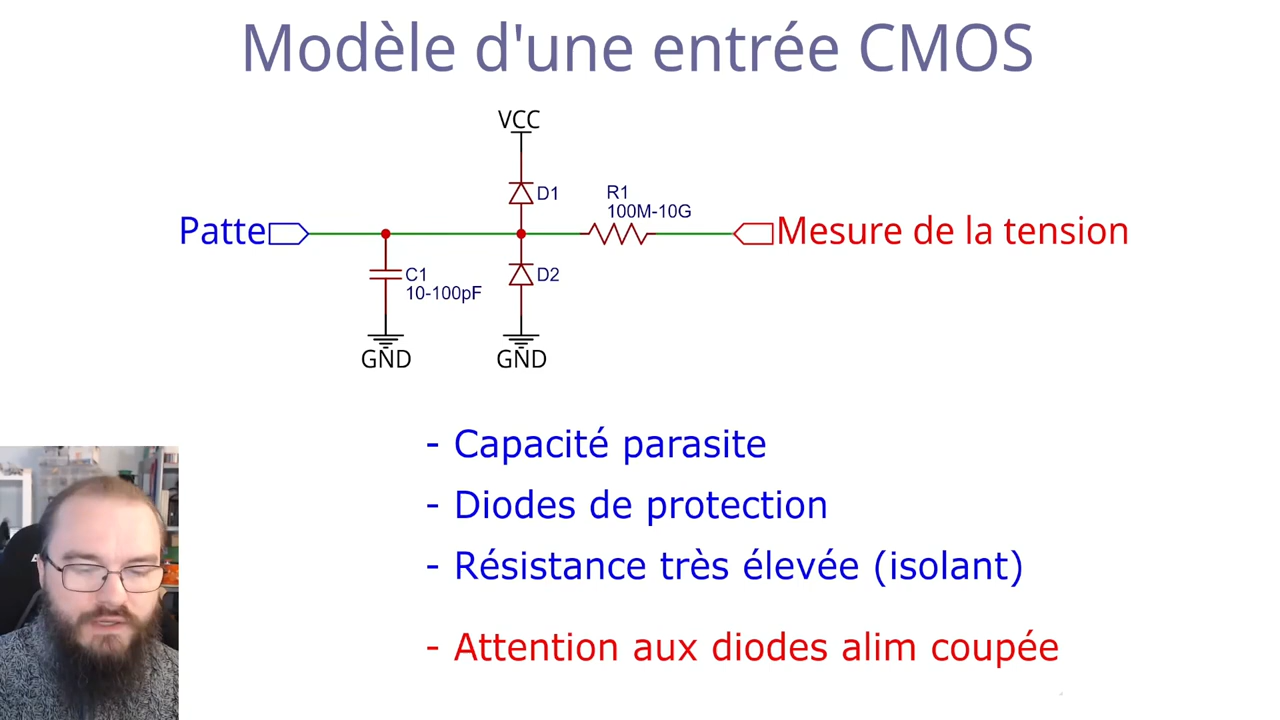 Modèle d'une entrée CMOS
VCC
D1
R1
100M-10G
Patte
Mesure de la tension
C1
10-100pF
D2
GND
GND
- Capacité parasite
- Diodes de protection
- Résistance très élevée (isolant)
- Attention aux diodes alim coupée